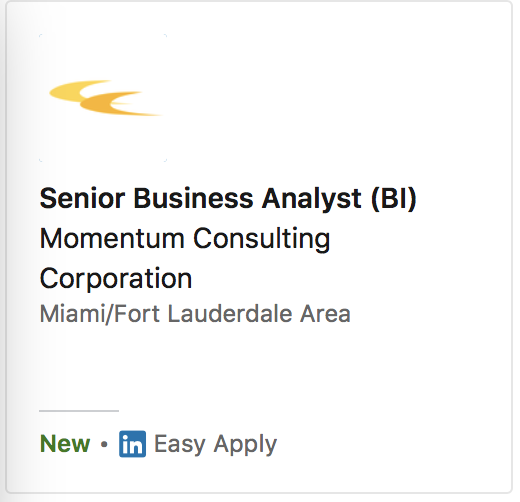 Senior Business Analyst (BI)
Momentum Consulting
Corporation
Miami/Fort Lauderdale Area
New • in Easy Apply